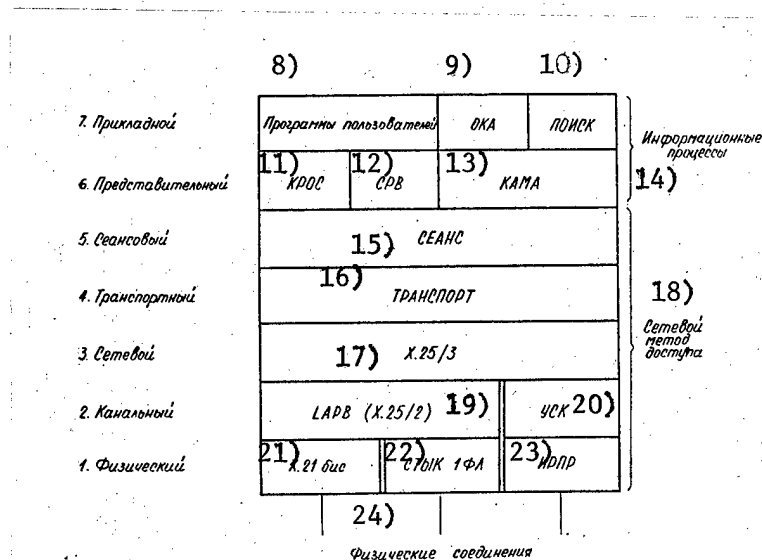 8) 9) 10)
7. Прикладной Программы пользователей ОКА ПОИСК
Информационные
процессы
11) 12) 13) 14)
6. Представительный КРОС СРВ КАМА
5. Сеансовый 15) СЕАНС
16)
4. Транспортный ТРАНСПОРТ
18)
Сетевой
метод
доступа
3. Сетевой 17) X.25/3
2. Канальный LAPB (X.25/2) 19) УСК 20)
21) 22) 23)
1. Физический X.21 бис СТЫК 1ФЛ ИРПР
24)
Физические соединения